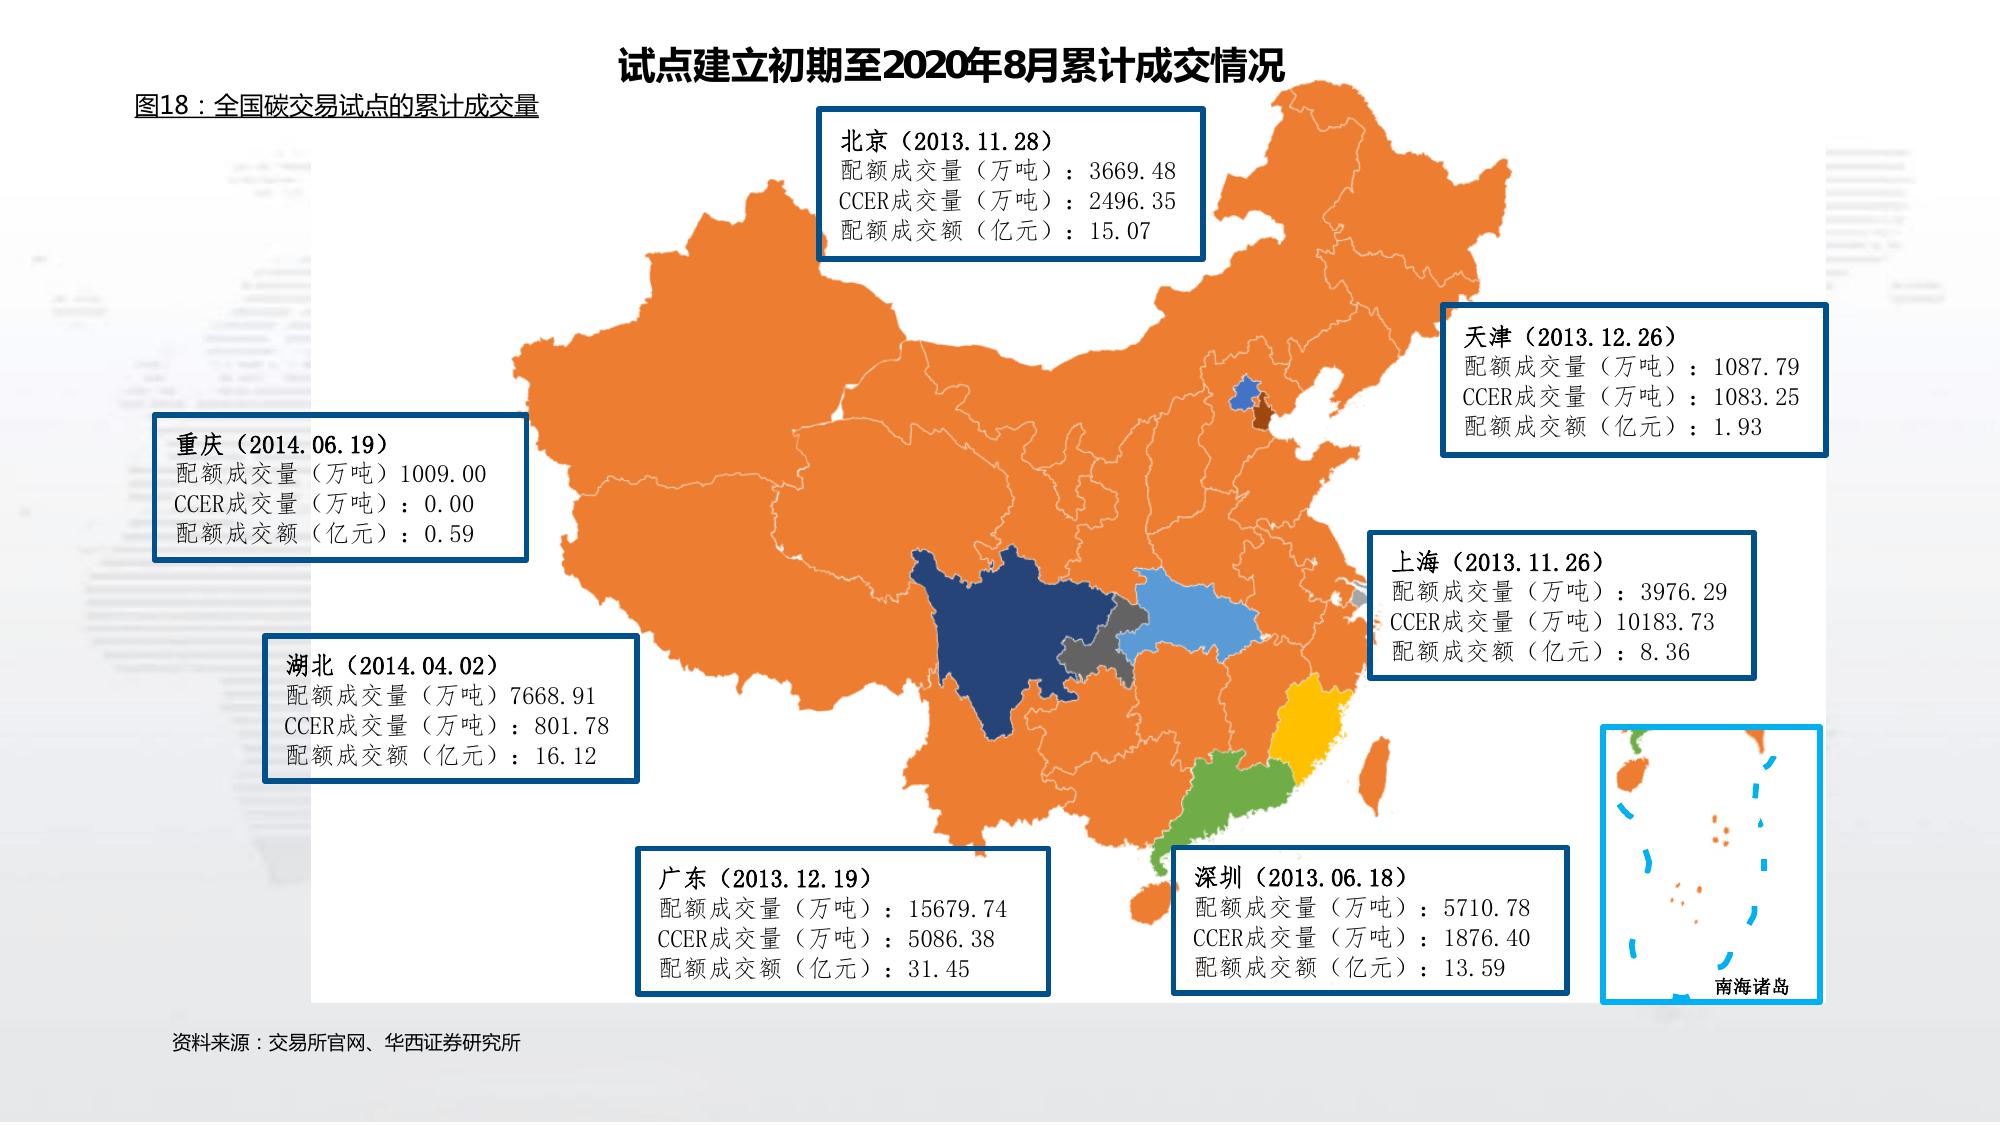 试点建立初期至2020年8月累计成交情况
图18：全国碳交易试点的累计成交量
北京（2013.11.28）
配额成交量（万吨）：3669.48
CCER成交量（万吨）：2496.35
配额成交额（亿元）：15.07
天津（2013.12.26）
配额成交量（万吨）：1087.79
CCER成交量（万吨）：1083.25
配额成交额（亿元）：1.93
重庆（2014.06.19）
配额成交量（万吨）1009.00
CCER成交量（万吨）：0.00
配额成交额（亿元）：0.59
上海（2013.11.26）
配额成交量（万吨）：3976.29
CCER成交量（万吨）10183.73
配额成交额（亿元）：8.36
湖北（2014.04.02）
配额成交量（万吨）7668.91
CCER成交量（万吨）：801.78
配额成交额（亿元）：16.12
广东（2013.12.19）
配额成交量（万吨）：15679.74
CCER成交量（万吨）：5086.38
配额成交额（亿元）：31.45
深圳（2013.06.18）
配额成交量（万吨）：5710.78
CCER成交量（万吨）：1876.40
配额成交额（亿元）：13.59
南海诸岛
资料来源：交易所官网、华西证券研究所